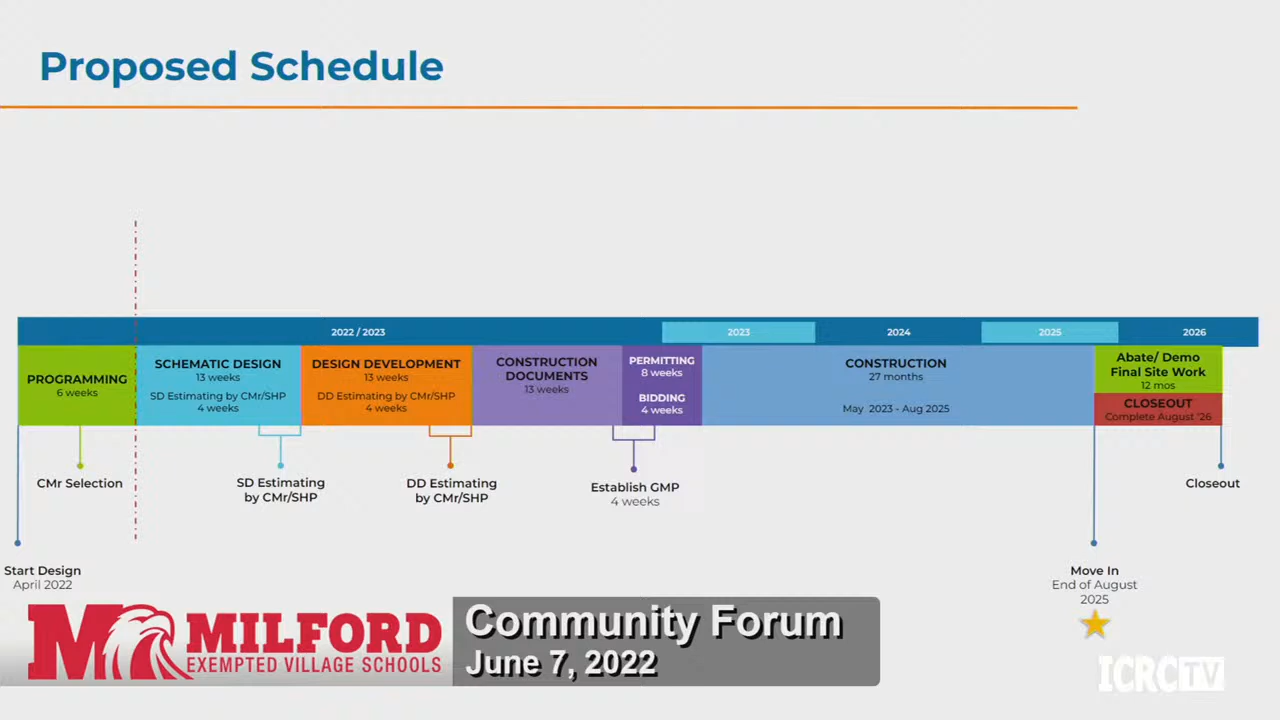 Proposed Schedule
2022 / 2023
2023
2024
2025
2026
PROGRAMMING
6 weeks
SCHEMATIC DESIGN
13 weeks
SD Estimating by CMr/SHP
4 weeks
DESIGN DEVELOPMENT
13 weeks
DD Estimating by CMr/SHP
4 weeks
CONSTRUCTION
DOCUMENTS
13 weeks
PERMITTING
8 weeks
BIDDING
4 weeks
CONSTRUCTION
27 months
May 2023 - Aug 2025
Abate/ Demo
Final Site Work
12 mos
CLOSEOUT
Complete August '26
CMr Selection
SD Estimating
by CMr/SHP
DD Estimating
by CMr/SHP
Establish GMP
4 weeks
Closeout
Start Design
April 2022
Move In
End of August
2025
M MILFORD
EXEMPTED VILLAGE SCHOOLS
Community Forum
June 7, 2022
ICRCTV